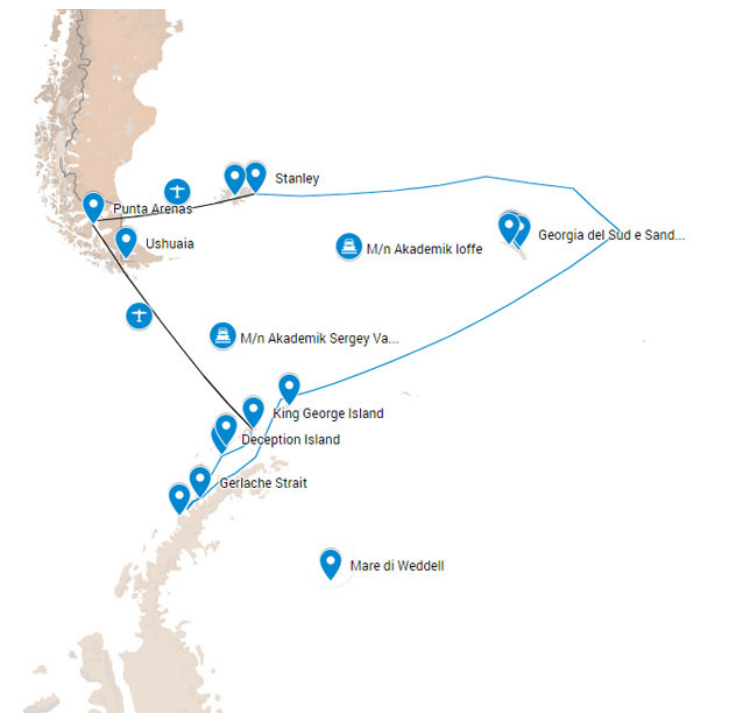 Stanley
Punta Arenas
Ushuaia
Georgia del Sud e Sand...
M/n Akademik Ioffe
M/n Akademik Sergey Va...
King George Island
Deception Island
Gerlache Strait
Mare di Weddell